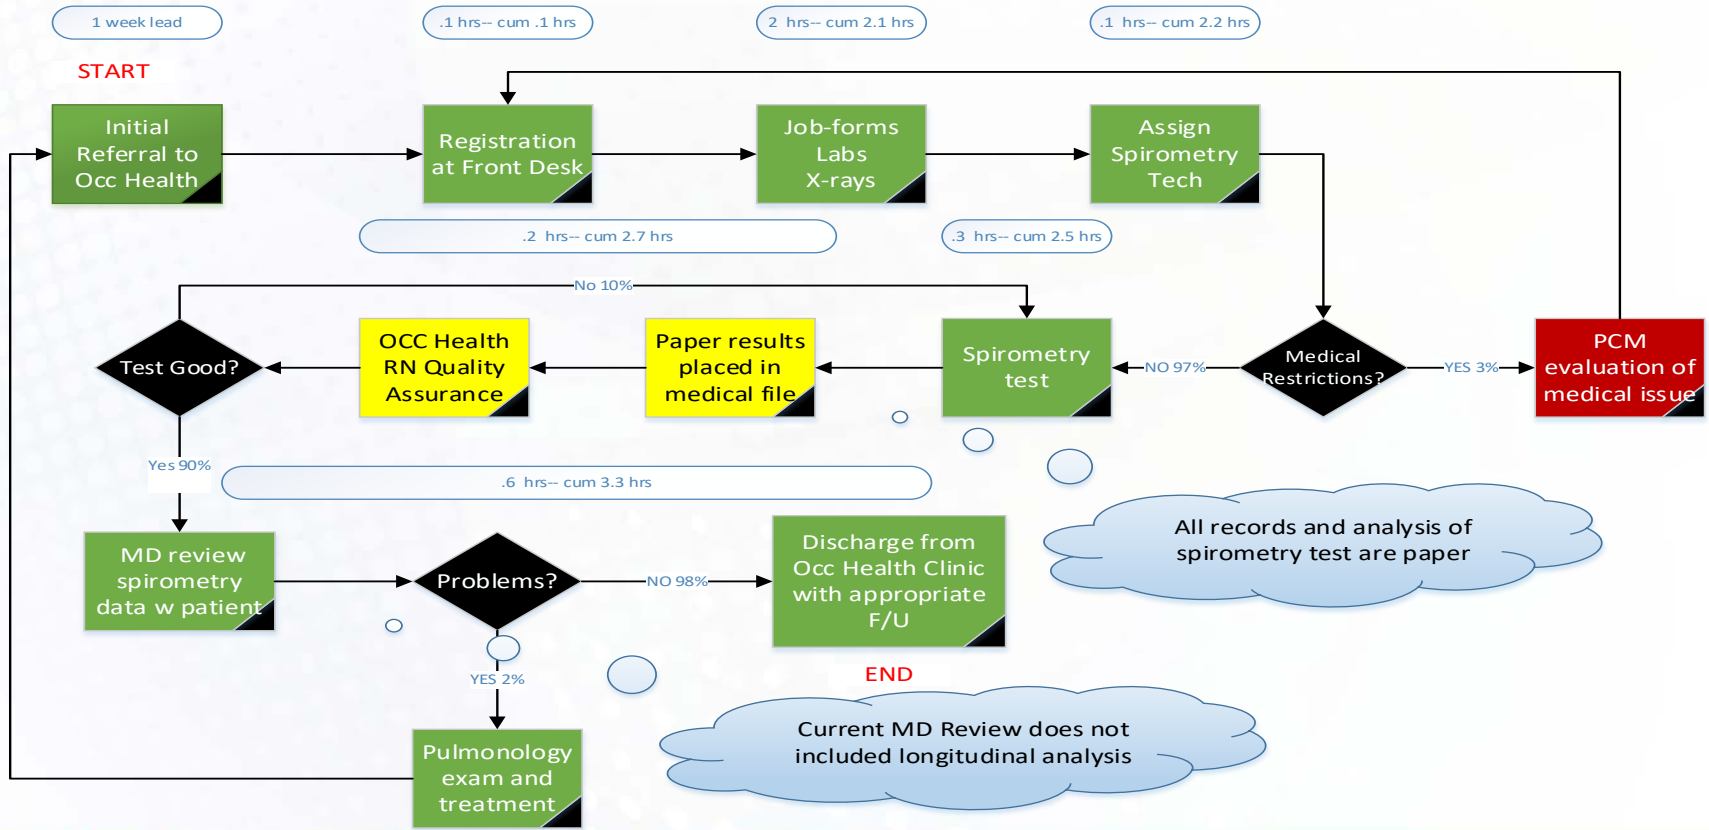 1 week lead
.1 hrs-- cum .1 hrs
2  hrs-- cum 2.1 hrs
.1  hrs-- cum 2.2 hrs
START
Initial
Referral to
Occ Health
Registration
at Front Desk
Job-forms
Labs
X-rays
Assign
Spirometry
Tech
.2  hrs-- cum 2.7 hrs
.3  hrs-- cum 2.5 hrs
No 10%
Test Good?
OCC Health
RN Quality
Assurance
Paper results
placed in
medical file
Spirometry
test
NO 97%
Medical
Restrictions?
YES 3%
PCM
evaluation of
medical issue
Yes 90%
.6  hrs-- cum 3.3 hrs
MD review
spirometry
data w patient
Problems?
NO 98%
Discharge from
Occ Health Clinic
with appropriate
F/U
All records and analysis of
spirometry test are paper
END
YES 2%
Current MD Review does not
included longitudinal analysis
Pulmonology
exam and
treatment